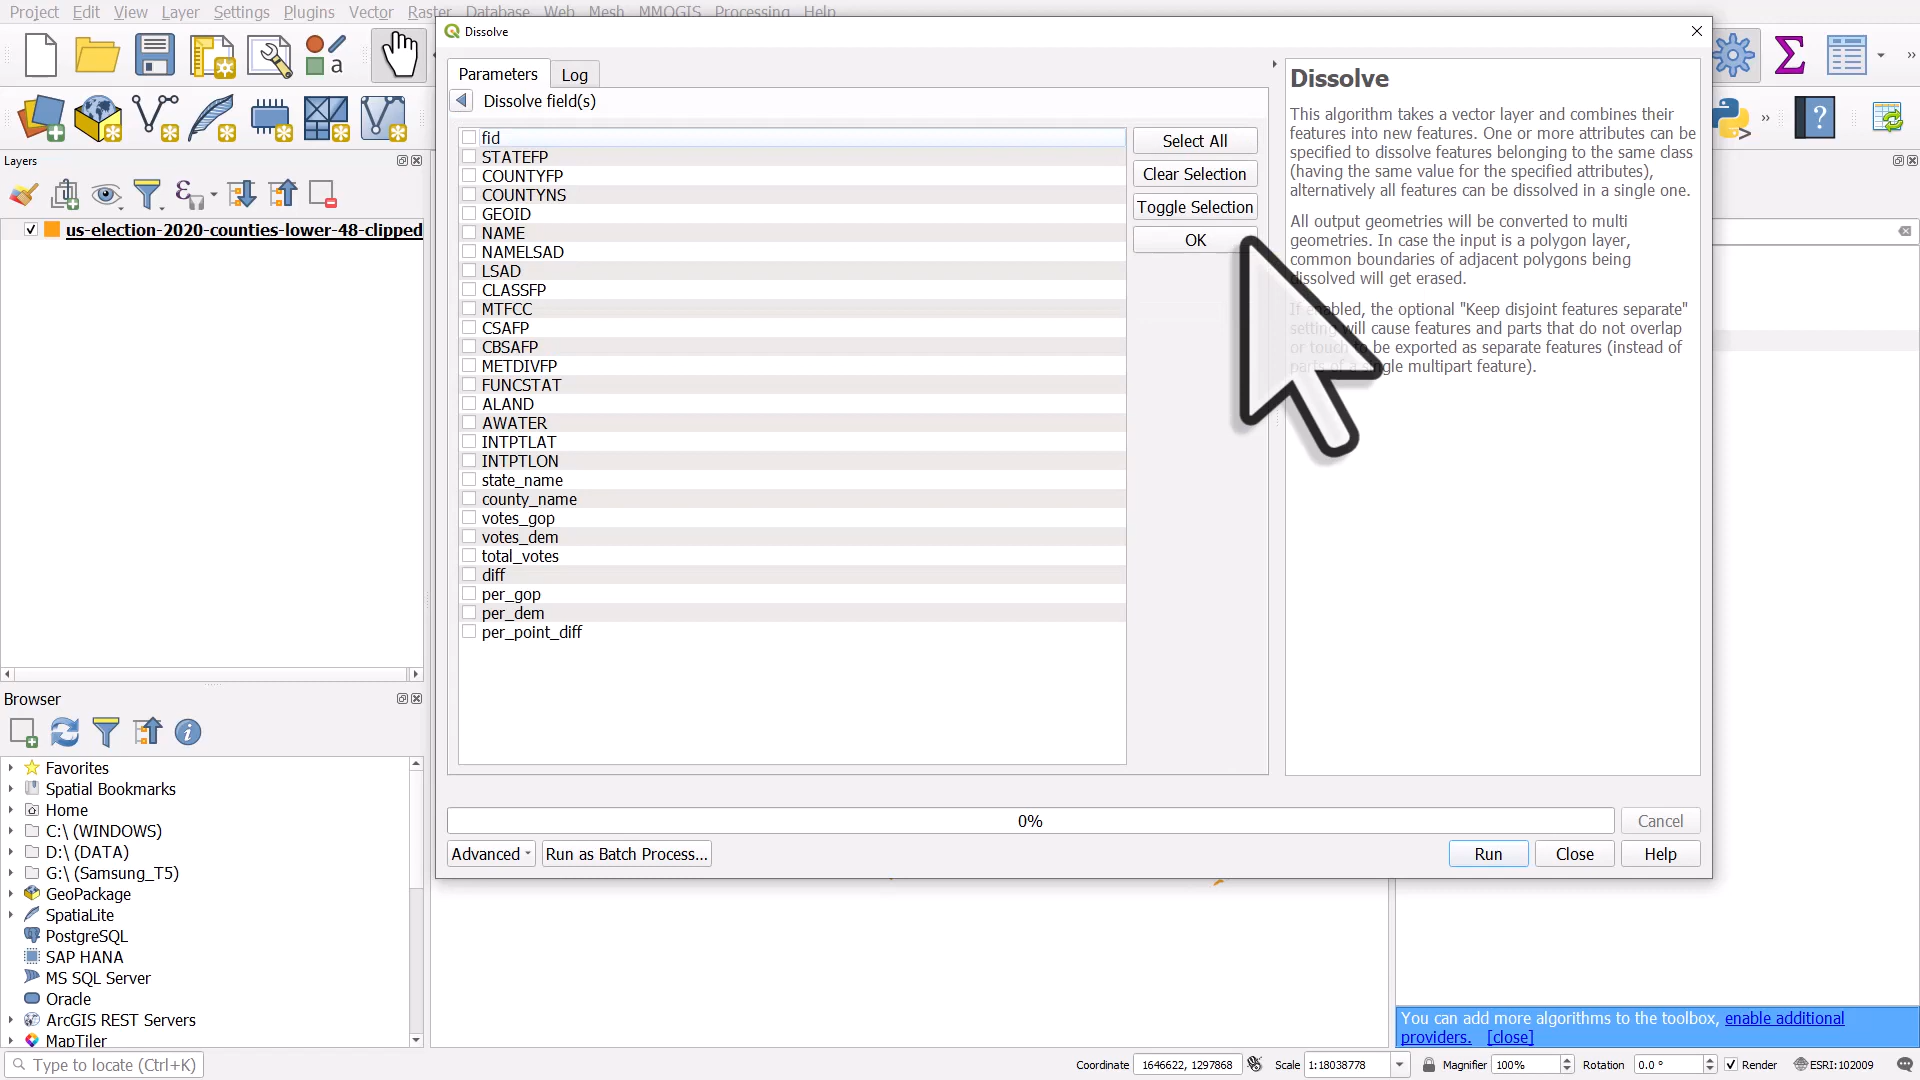 Project Edit View Layer Settings Plugins Vector Raster Database Web Mesh MMQGIS Processing Help
Dissolve
Parameters
Log
Dissolve field(s)
fid
STATEFP
COUNTYFP
COUNTYNS
GEOID
NAME
NAMELSAD
LSAD
CLASSFP
MTFCC
CSAFP
CBSAFP
METDIVFP
FUNCSTAT
ALAND
AWATER
INTPTLAT
INTPTLON
state_name
county_name
votes_gop
votes_dem
total_votes
diff
per_gop
per_dem
per_point_diff
Select All
Clear Selection
Toggle Selection
OK
Dissolve
This algorithm takes a vector layer and combines their
features into new features. One or more attributes can be
specified to dissolve features belonging to the same class
(having the same value for the specified attributes),
alternatively all features can be dissolved in a single one.
All output geometries will be converted to multi
geometries. In case the input is a polygon layer,
common boundaries of adjacent polygons being
dissolved will get erased.
If enabled, the optional "Keep disjoint features separate"
setting will cause features and parts that do not overlap
or touch to be exported as separate features (instead of
parts of a single multipart feature).
0%
Cancel
Advanced
Run as Batch Process...
Run
Close
Help
Layers
us-election-2020-counties-lower-48-clipped
Browser
Favorites
Spatial Bookmarks
Home
C:\ (WINDOWS)
D:\ (DATA)
G:\ (Samsung_T5)
GeoPackage
SpatiaLite
PostgreSQL
SAP HANA
MS SQL Server
Oracle
ArcGIS REST Servers
MapTiler
You can add more algorithms to the toolbox, enable additional
providers. [close]
Type to locate (Ctrl+K)
Coordinate 1646622, 1297868 Scale 1:18038778 Magnifier 100% Rotation 0.0 ° Render ESRI:102009